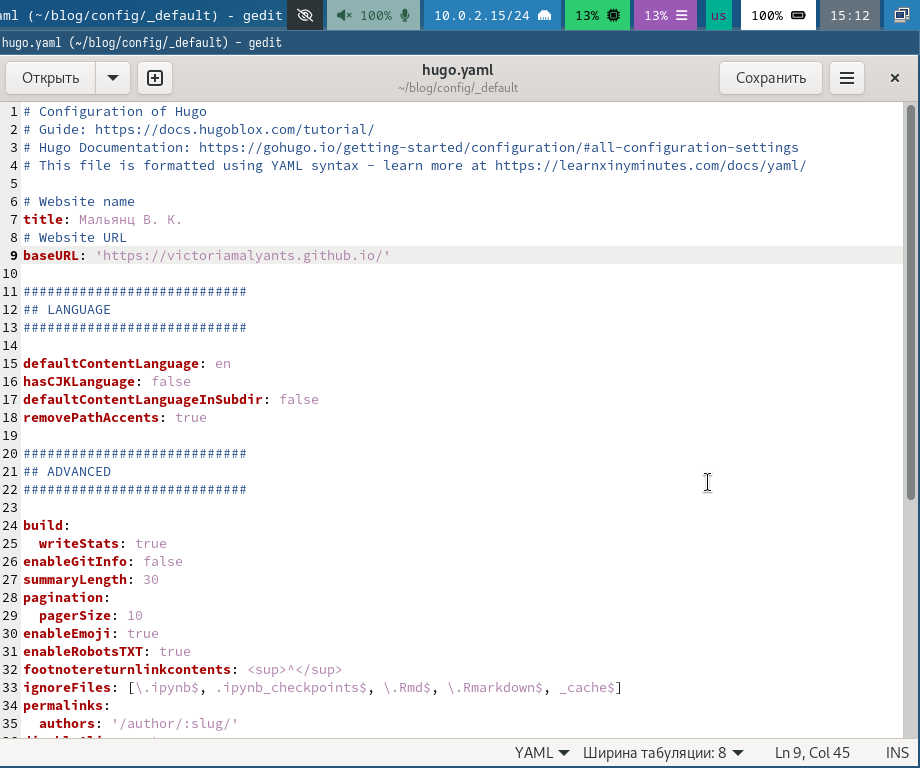 aml (~/blog/config/_default) - gedit 100% 10.0.2.15/24 13% 13% us 100% 15:12
hugo.yaml (~/blog/config/_default) - gedit
Открыть hugo.yaml Сохранить
~/blog/config/_default
1 # Configuration of Hugo
2 # Guide: https://docs.hugoblox.com/tutorial/
3 # Hugo Documentation: https://gohugo.io/getting-started/configuration/#all-configuration-settings
4 # This file is formatted using YAML syntax - learn more at https://learnxinyminutes.com/docs/yaml/
5
6 # Website name
7 title: Мальянц В. К.
8 # Website URL
9 baseURL: 'https://victoriamalyants.github.io/'
10
11 ############################
12 ## LANGUAGE
13 ############################
14
15 defaultContentLanguage: en
16 hasCJKLanguage: false
17 defaultContentLanguageInSubdir: false
18 removePathAccents: true
19
20 ############################
21 ## ADVANCED
22 ############################
23
24 build:
25   writeStats: true
26 enableGitInfo: false
27 summaryLength: 30
28 pagination:
29   pagerSize: 10
30 enableEmoji: true
31 enableRobotsTXT: true
32 footnotereturnlinkcontents: <sup>^</sup>
33 ignoreFiles: [\.ipynb$, .ipynb_checkpoints$, \.Rmd$, \.Rmarkdown$, _cache$]
34 permalinks:
35   authors: '/author/:slug/'
YAML Ширина табуляции: 8 Ln 9, Col 45 INS